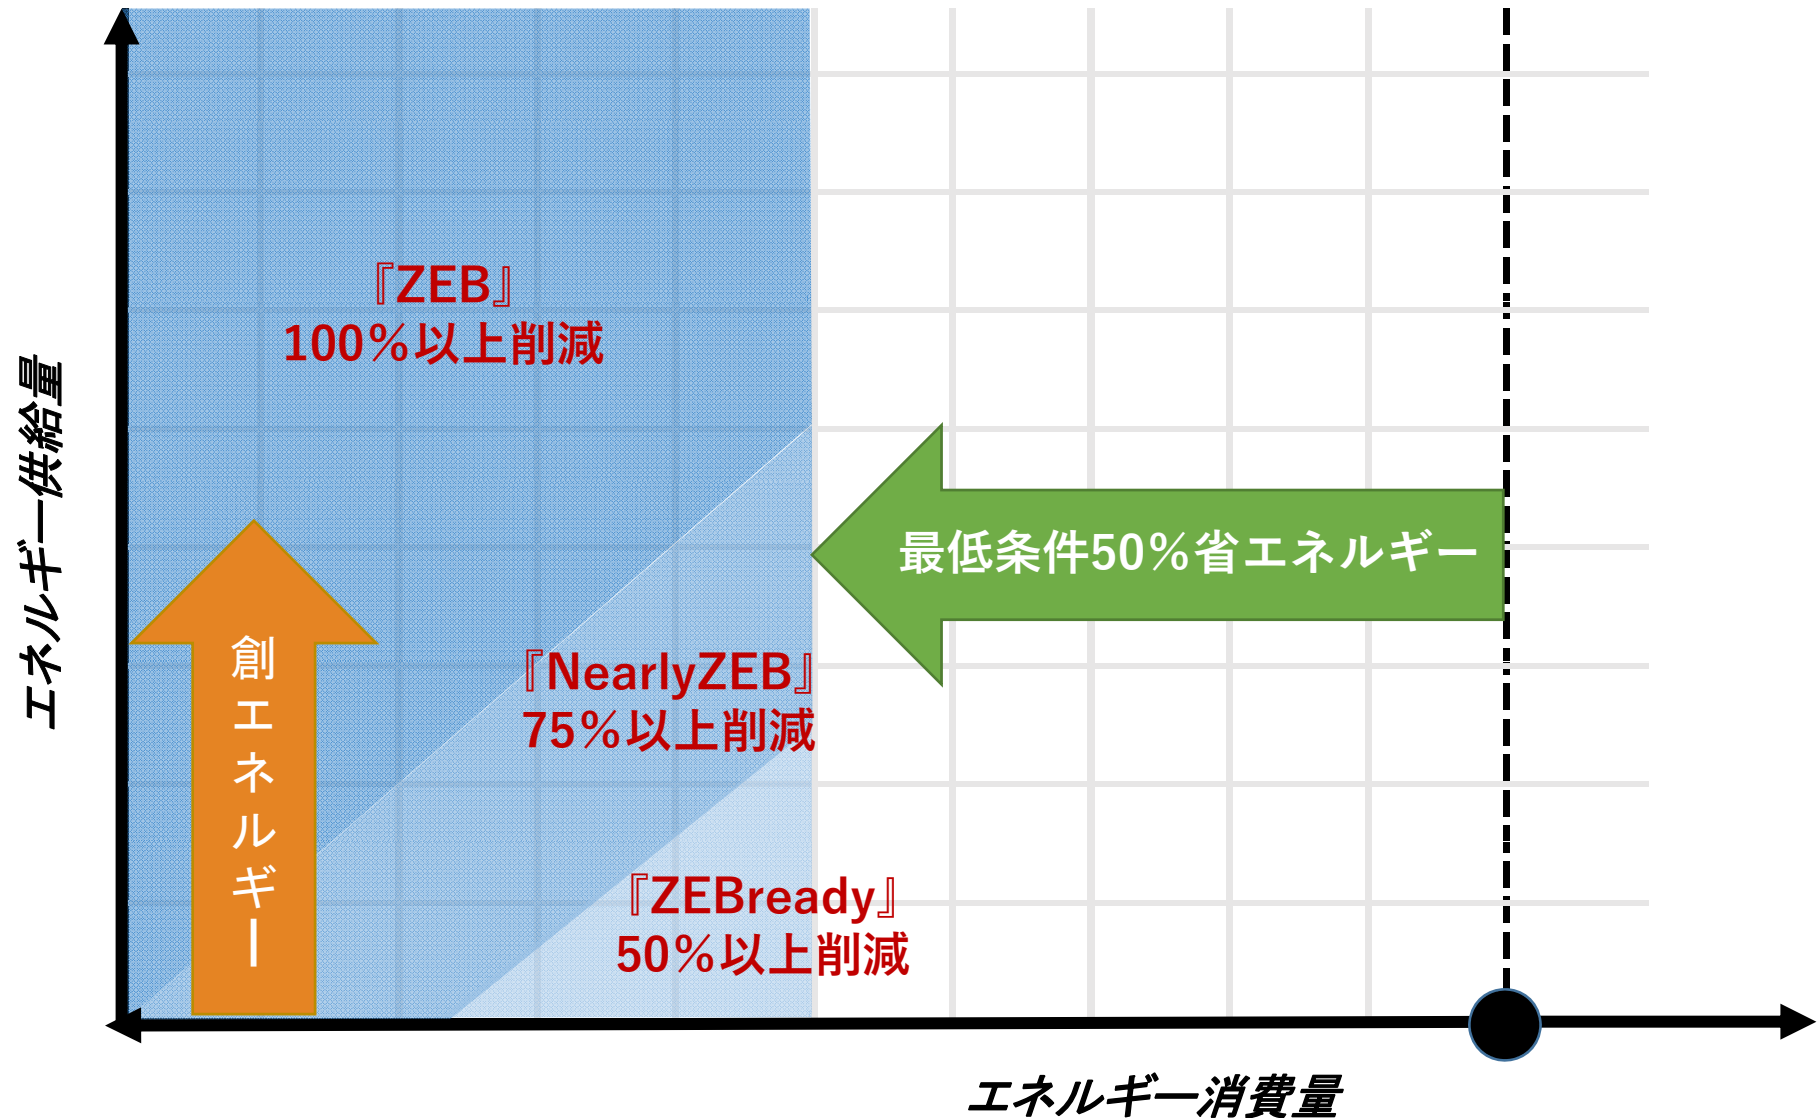 エネルギー供給量
『ZEB』
100%以上削減
最低条件50%省エネルギー
創エネルギー
『NearlyZEB』
75%以上削減
『ZEBready』
50%以上削減
エネルギー消費量